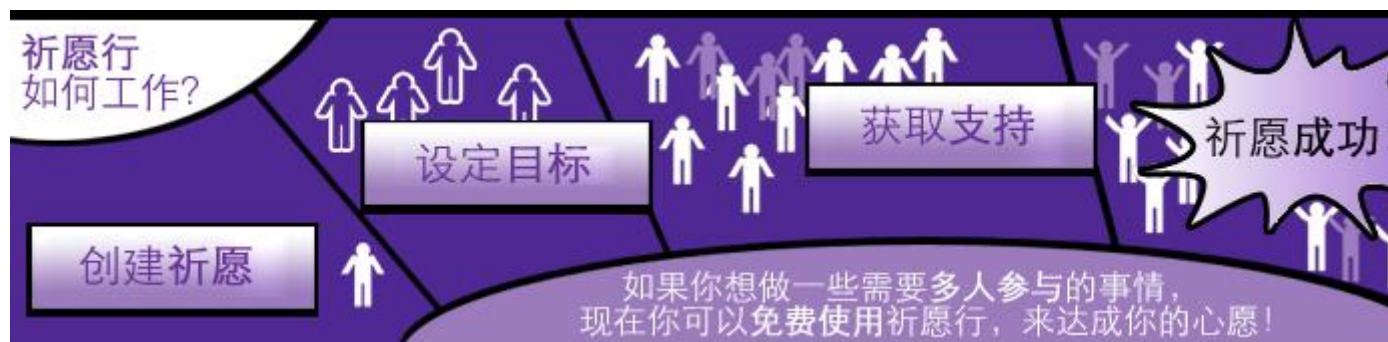 祈愿行
如何工作?
创建祈愿
设定目标
获取支持
祈愿成功
如果你想做一些需要多人参与的事情，
现在你可以免费使用祈愿行，来达成你的心愿！